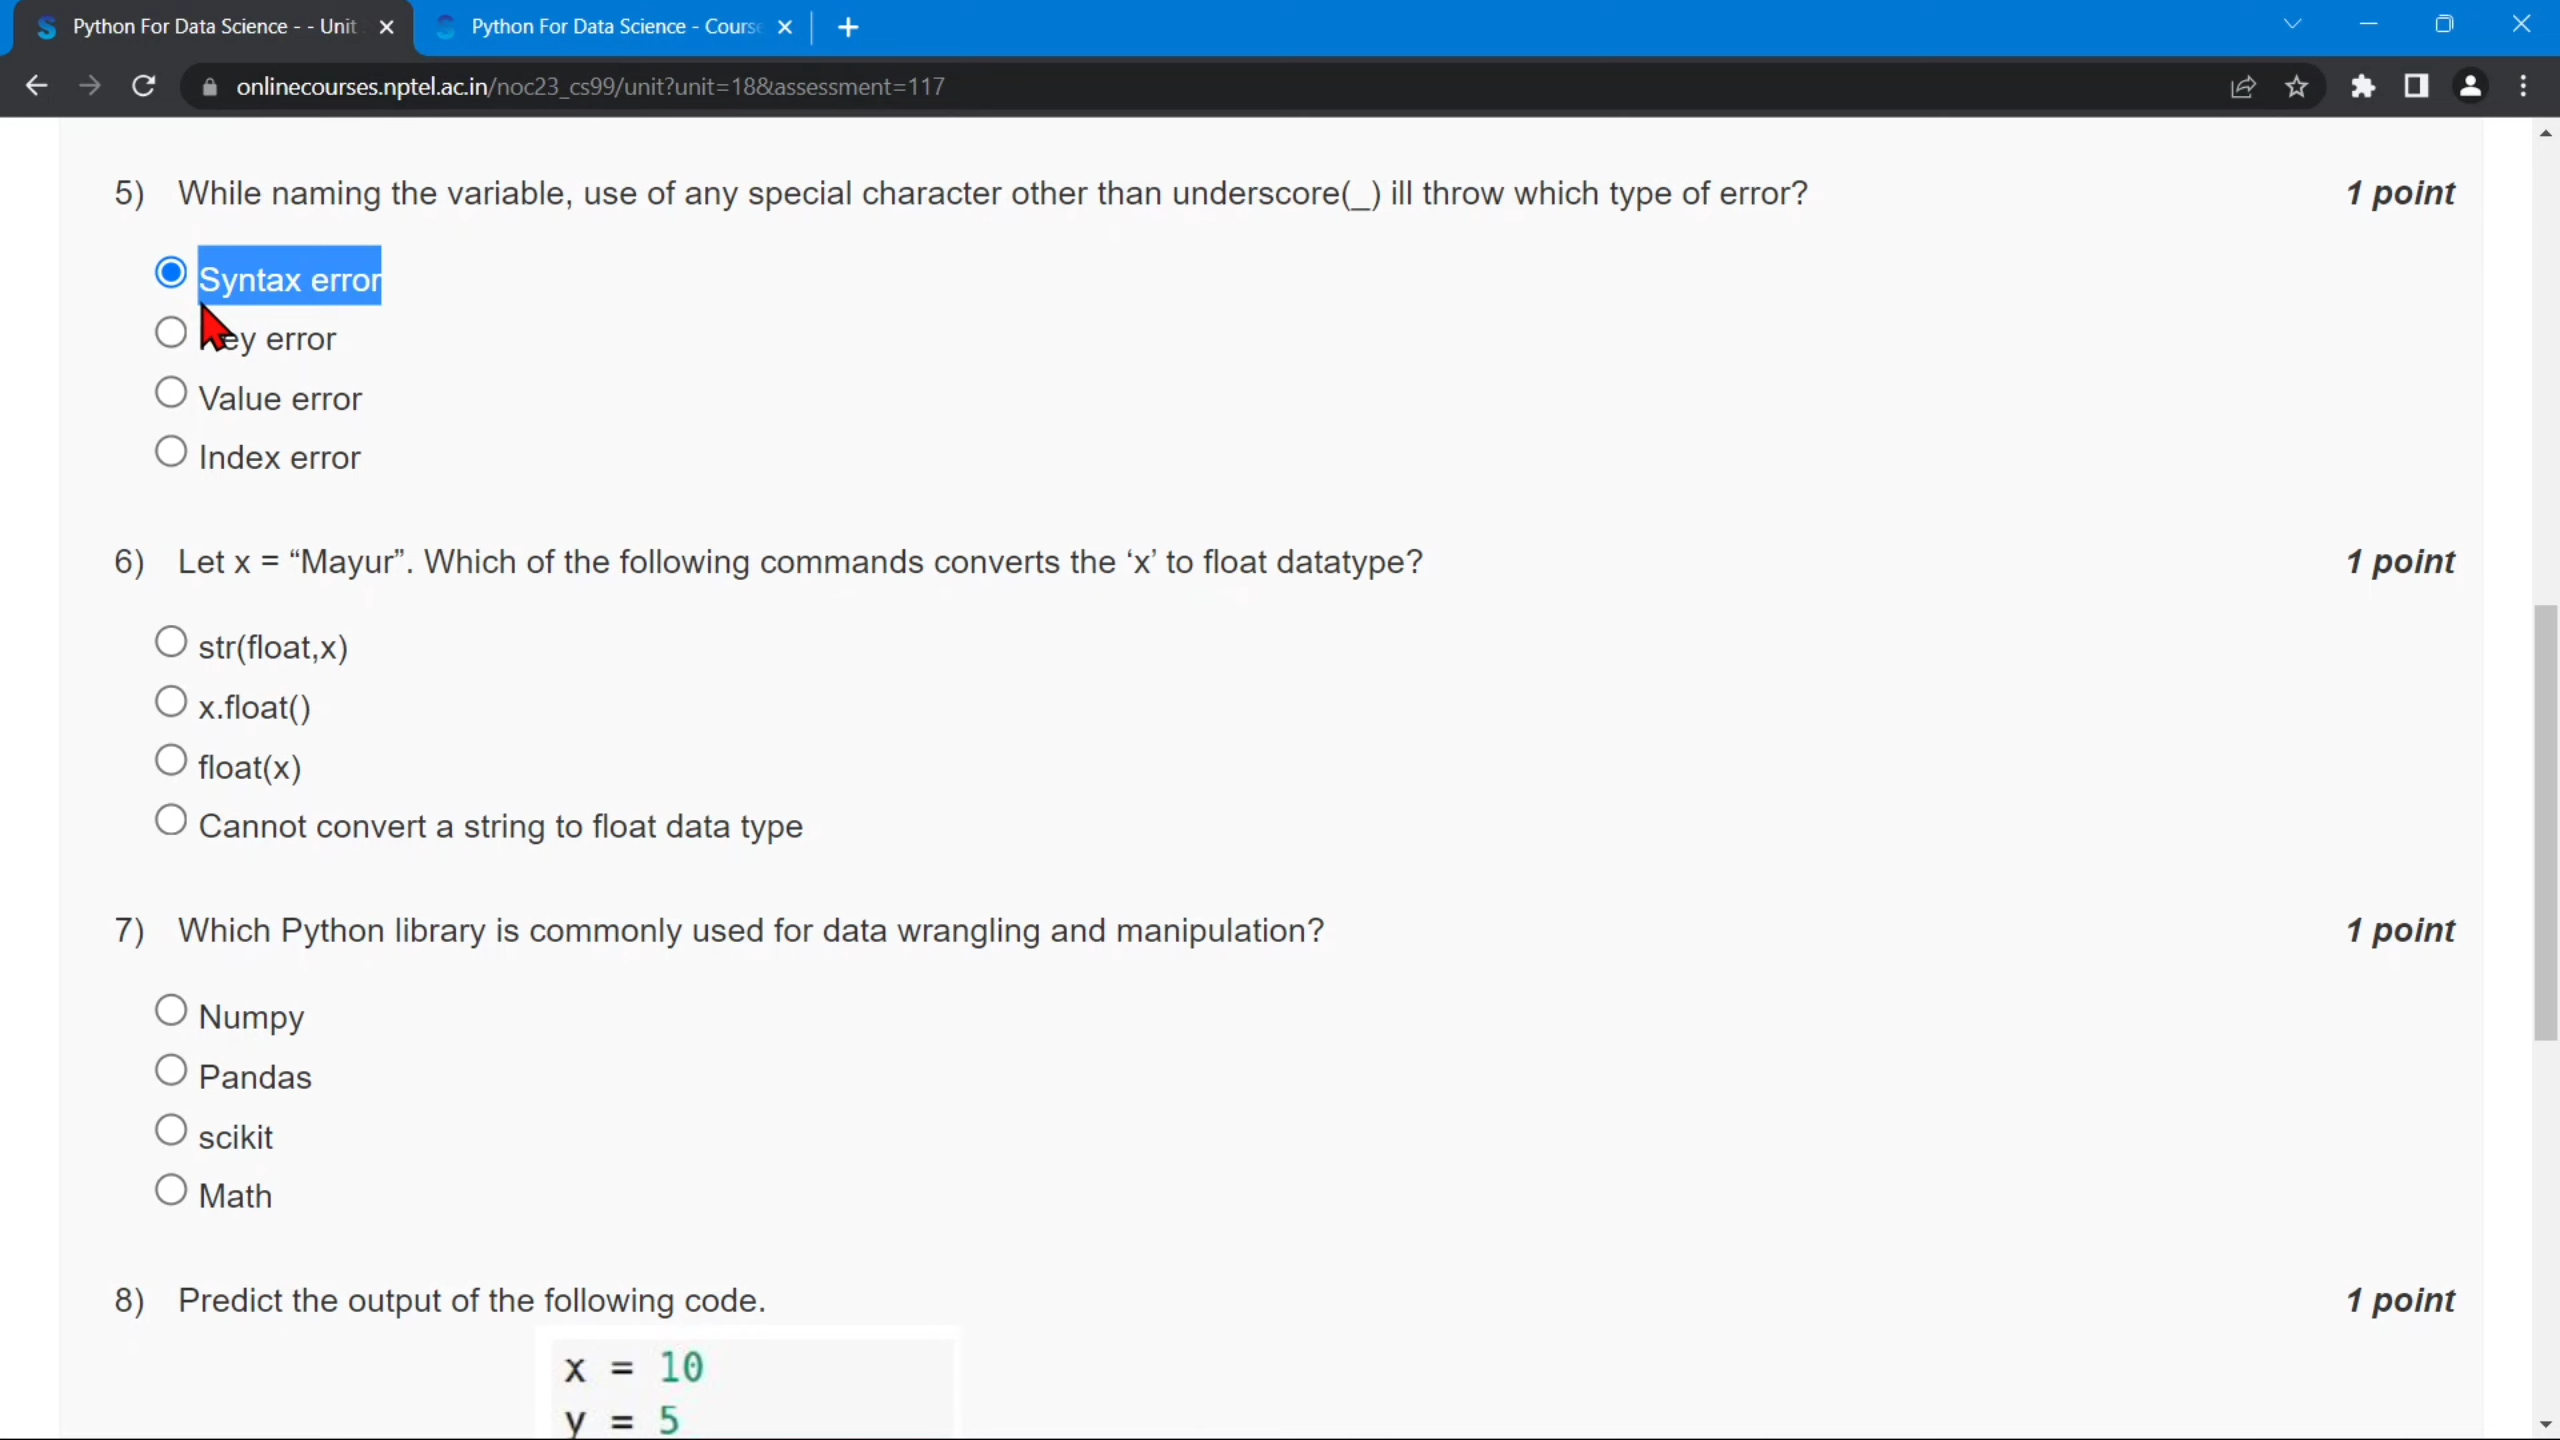 Python For Data Science - - Unit
Python For Data Science - Course
onlinecourses.nptel.ac.in/noc23_cs99/unit?unit=18&assessment=117
5) While naming the variable, use of any special character other than underscore(_) ill throw which type of error? 1 point
Syntax error
ey error
Value error
Index error
6) Let x = “Mayur”. Which of the following commands converts the ‘x’ to float datatype? 1 point
str(float,x)
x.float()
float(x)
Cannot convert a string to float data type
7) Which Python library is commonly used for data wrangling and manipulation? 1 point
Numpy
Pandas
scikit
Math
8) Predict the output of the following code. 1 point
x = 10
y = 5